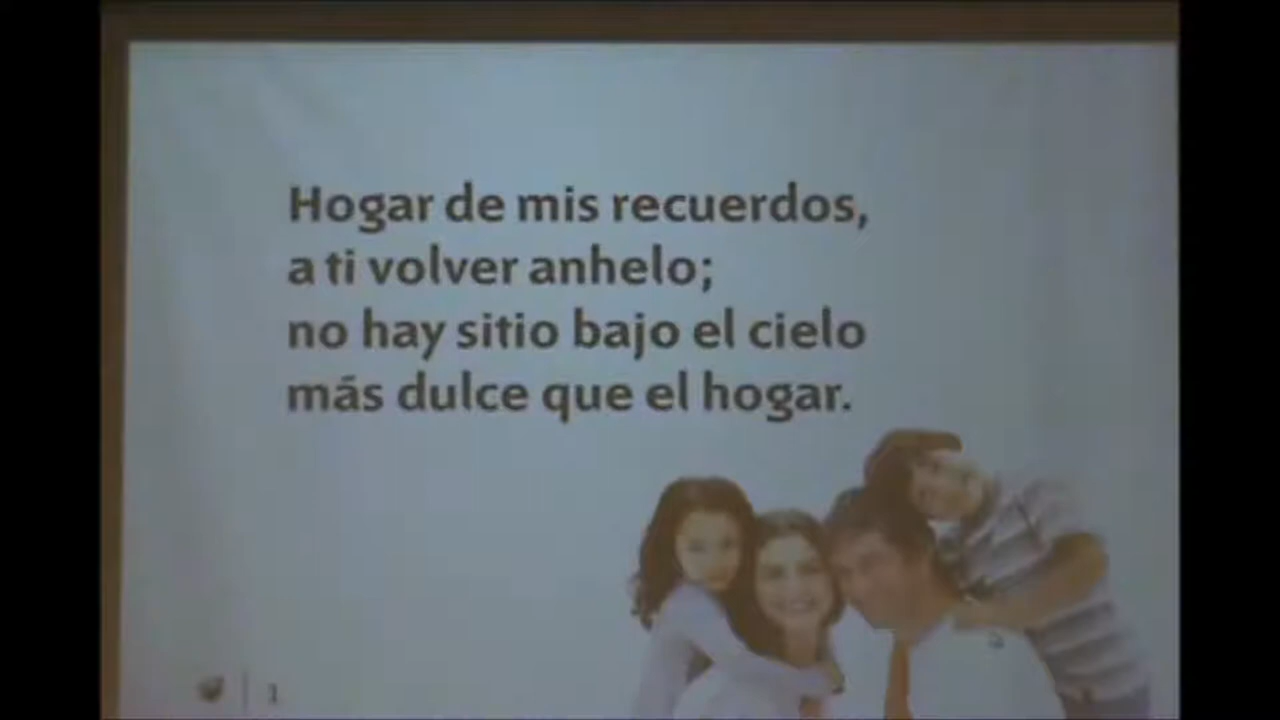 Hogar de mis recuerdos,
a ti volver anhelo;
no hay sitio bajo el cielo
más dulce que el hogar.
1